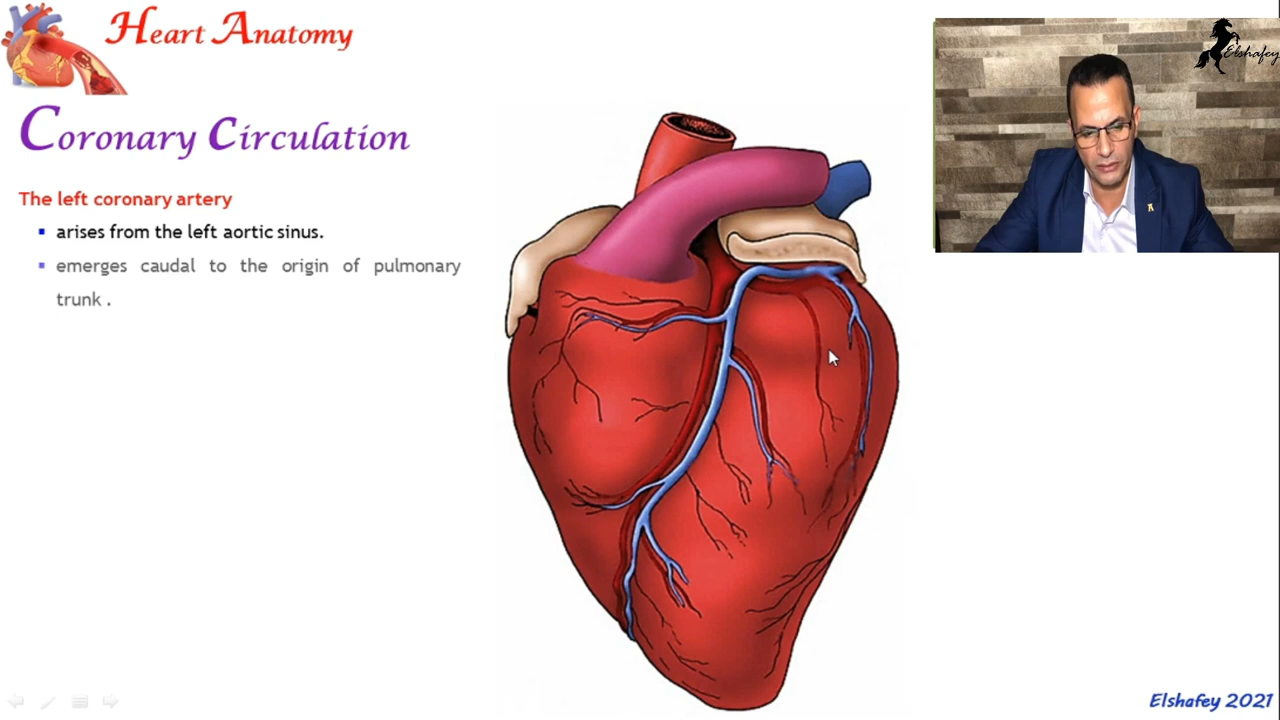 Heart Anatomy
Elshafey
Coronary Circulation
The left coronary artery
▪ arises from the left aortic sinus.
▪ emerges caudal to the origin of pulmonary
trunk .
Elshafey 2021